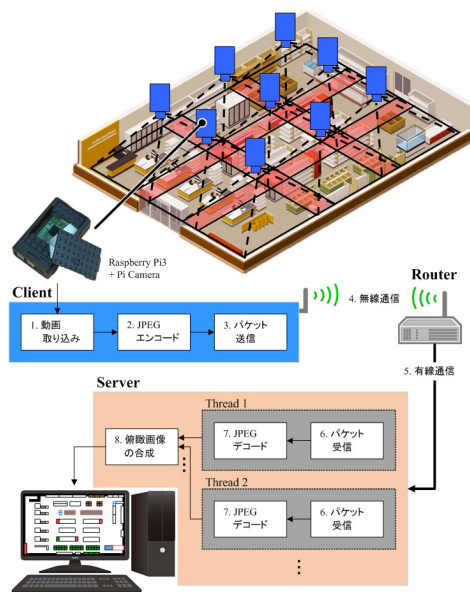 Raspberry Pi3
+ Pi Camera
Client
1. 動画
取り込み
2. JPEG
エンコード
3. パケット
送信
4. 無線通信
Router
5. 有線通信
Server
Thread 1
8. 俯瞰画像
の合成
7. JPEG
デコード
6. パケット
受信
Thread 2
7. JPEG
デコード
6. パケット
受信